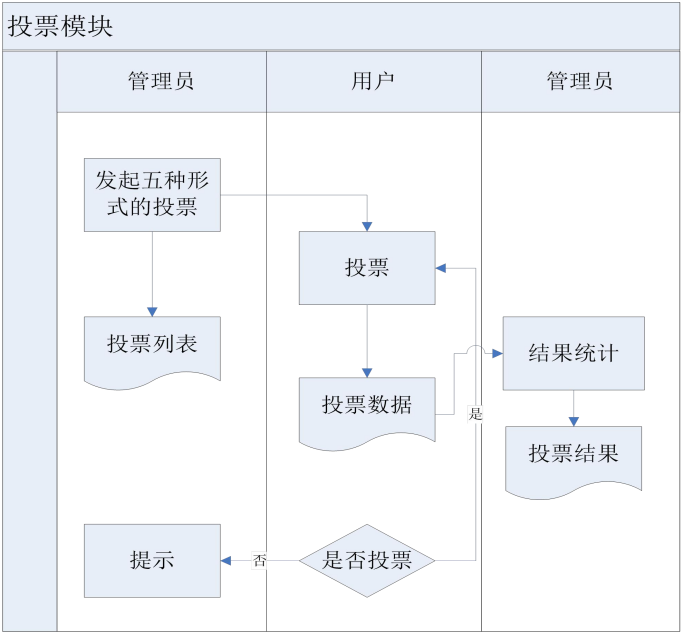 投票模块
管理员
用户
管理员
发起五种形
式的投票
投票
投票列表
结果统计
投票数据
是
投票结果
提示
否
是否投票